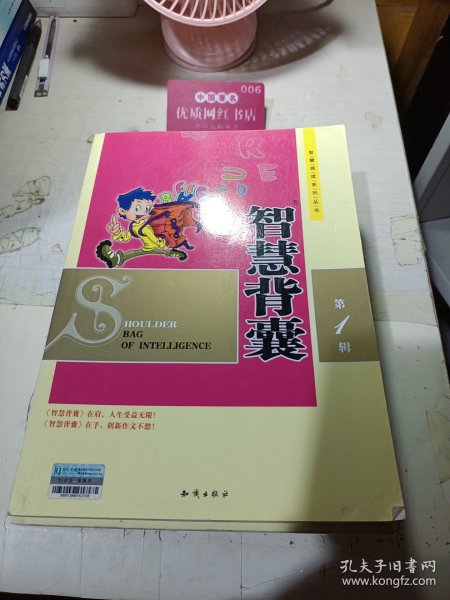 006
中国著名
优质网红书店
智慧阅读系列丛书
智慧背囊
第1辑
SHOULDER
BAG
OF INTELLIGENCE
《智慧背囊》在肩，人生受益无限！
《智慧背囊》在手，创新作文不愁！
知识出版社
孔夫子旧书网
www.kongfz.com